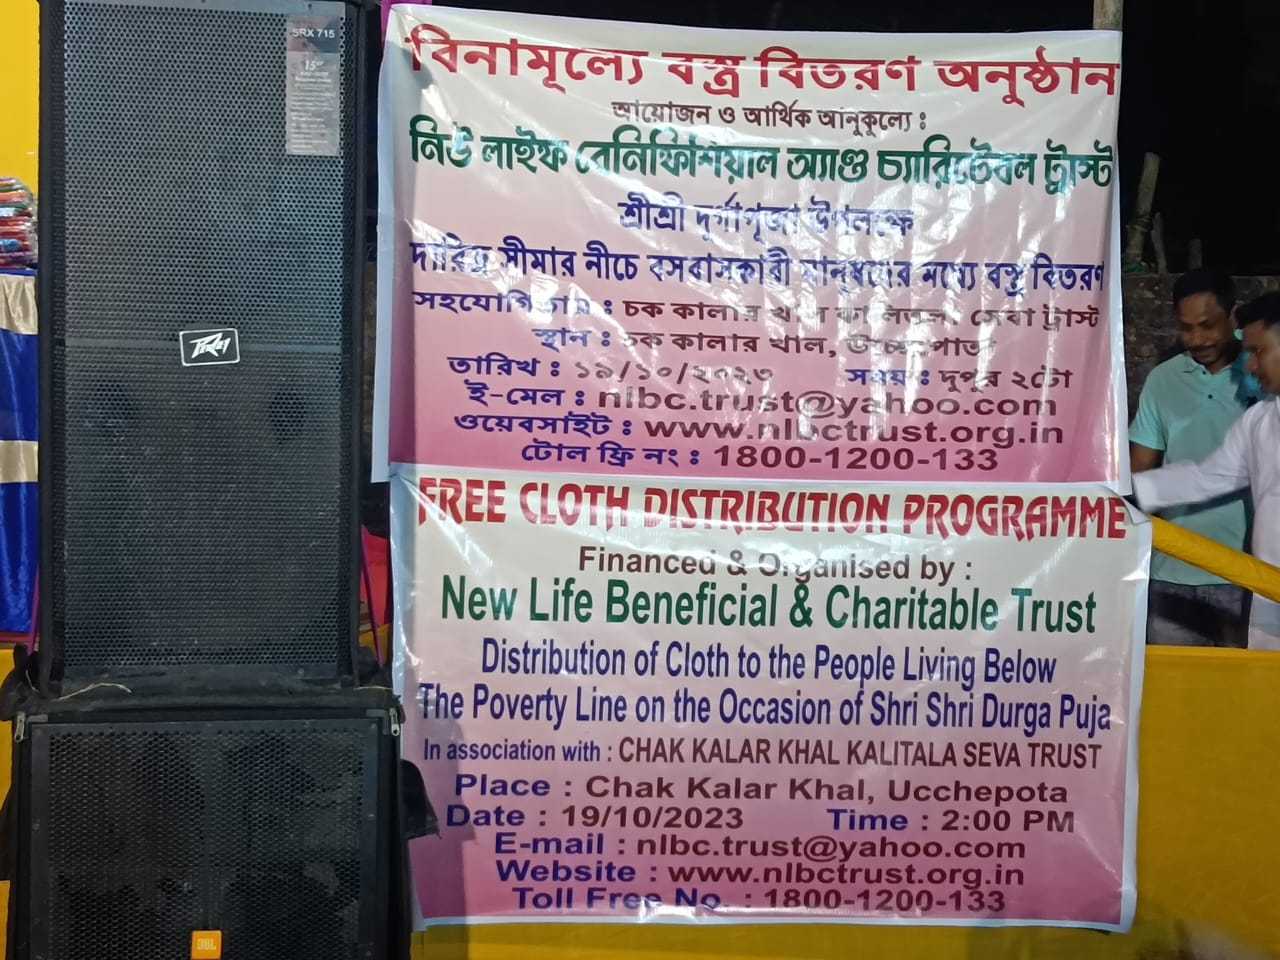 SRX 715
15"
PEAVEY
JBL
বিনামূল্যে বস্ত্র বিতরণ অনুষ্ঠান
আয়োজন ও আর্থিক আনুকুল্যে :
নিউ লাইফ বেনিফিশিয়াল অ্যাণ্ড চ্যারিটেবল ট্রাস্ট
শ্রীশ্রী দুর্গাপূজা উপলক্ষে
দারিদ্র সীমার নীচে বসবাসকারী মানুষদের মধ্যে বস্ত্র বিতরণ
সহযোগিতায় : চক কালার খাল কালিতলা সেবা ট্রাস্ট
স্থান : চক কালার খাল, উচ্ছেপোতা
তারিখ : ১৯/১০/২০২৩ সময় : দুপুর ২টো
ই-মেল : nlbc.trust@yahoo.com
ওয়েবসাইট : www.nlbctrust.org.in
টোল ফ্রি নং : 1800-1200-133
FREE CLOTH DISTRIBUTION PROGRAMME
Financed & Organised by :
New Life Beneficial & Charitable Trust
Distribution of Cloth to the People Living Below
The Poverty Line on the Occasion of Shri Shri Durga Puja
In association with : CHAK KALAR KHAL KALITALA SEVA TRUST
Place : Chak Kalar Khal, Ucchepota
Date : 19/10/2023 Time : 2:00 PM
E-mail : nlbc.trust@yahoo.com
Website : www.nlbctrust.org.in
Toll Free No. : 1800-1200-133